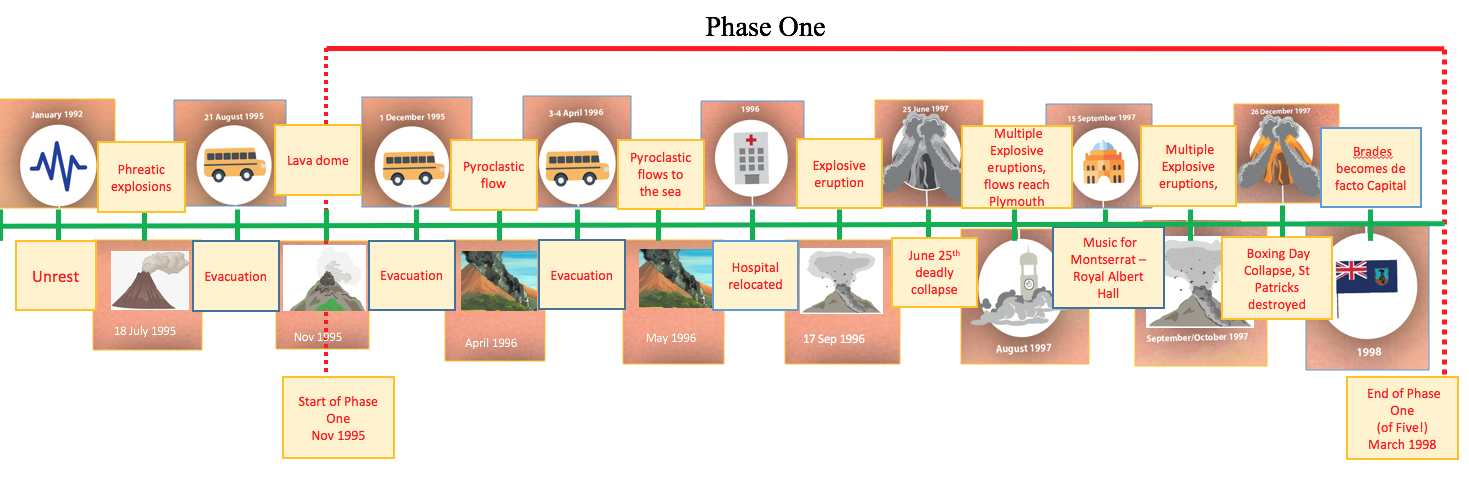 Phase One
January 1992
Unrest
Phreatic
explosions
18 July 1995
21 August 1995
Evacuation
Lava dome
Nov 1995
Start of Phase
One
Nov 1995
1 December 1995
Evacuation
Pyroclastic
flow
April 1996
3-4 April 1996
Evacuation
Pyroclastic
flows to
the sea
May 1996
1996
Hospital
relocated
Explosive
eruption
17 Sep 1996
25 June 1997
June 25th
deadly
collapse
Multiple
Explosive
eruptions,
flows reach
Plymouth
August 1997
15 September 1997
Music for
Montserrat –
Royal Albert
Hall
Multiple
Explosive
eruptions,
September/October 1997
26 December 1997
Boxing Day
Collapse, St
Patricks
destroyed
Brades
becomes de
facto Capital
1998
End of Phase
One
(of Five!)
March 1998